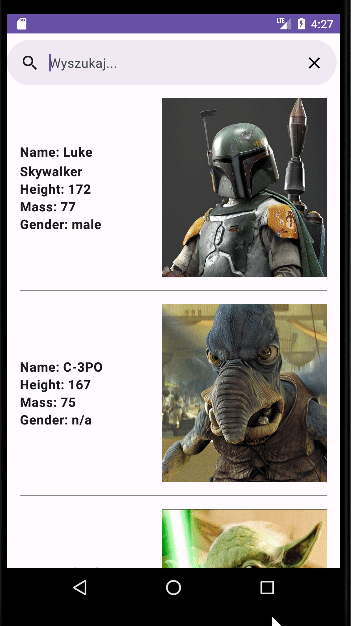 LTE 4:27
Wyszukaj...
Name: Luke
Skywalker
Height: 172
Mass: 77
Gender: male
Name: C-3PO
Height: 167
Mass: 75
Gender: n/a